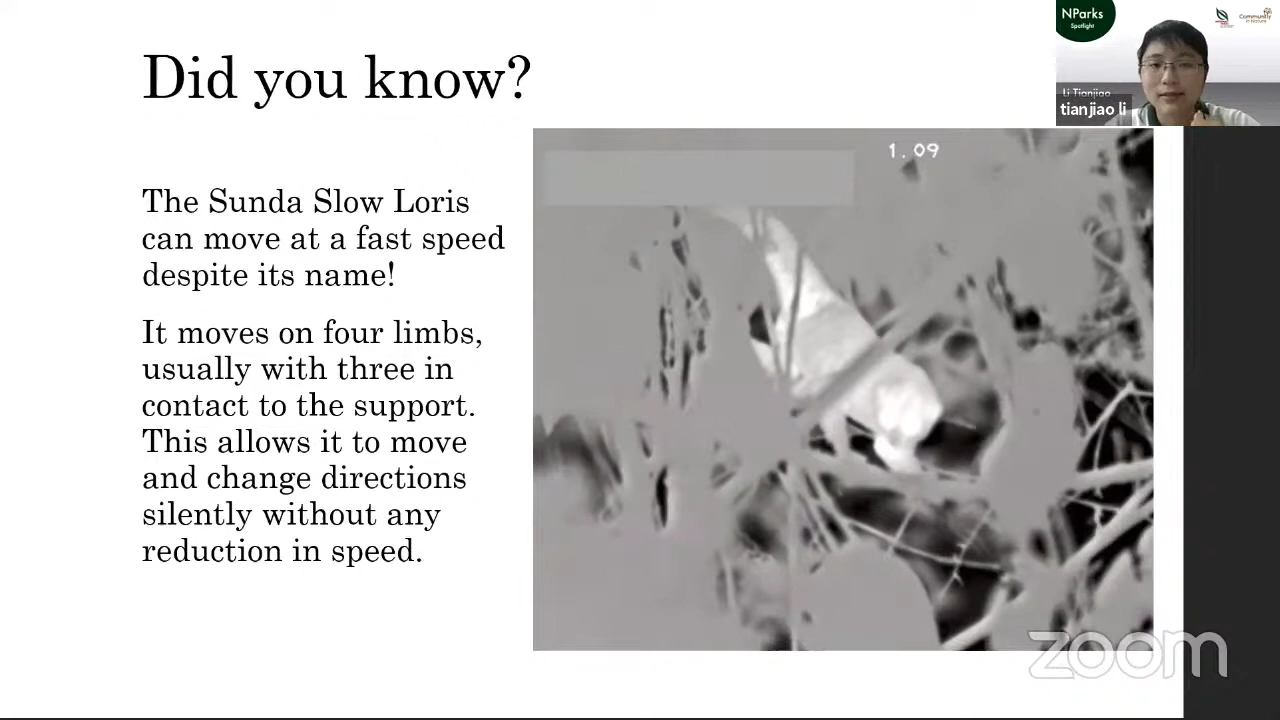 Did you know?
The Sunda Slow Loris
can move at a fast speed
despite its name!
It moves on four limbs,
usually with three in
contact to the support.
This allows it to move
and change directions
silently without any
reduction in speed.
1.09
NParks
Spotlight
Community
in Nature
Li Tianjiao
tianjiao li
zoom